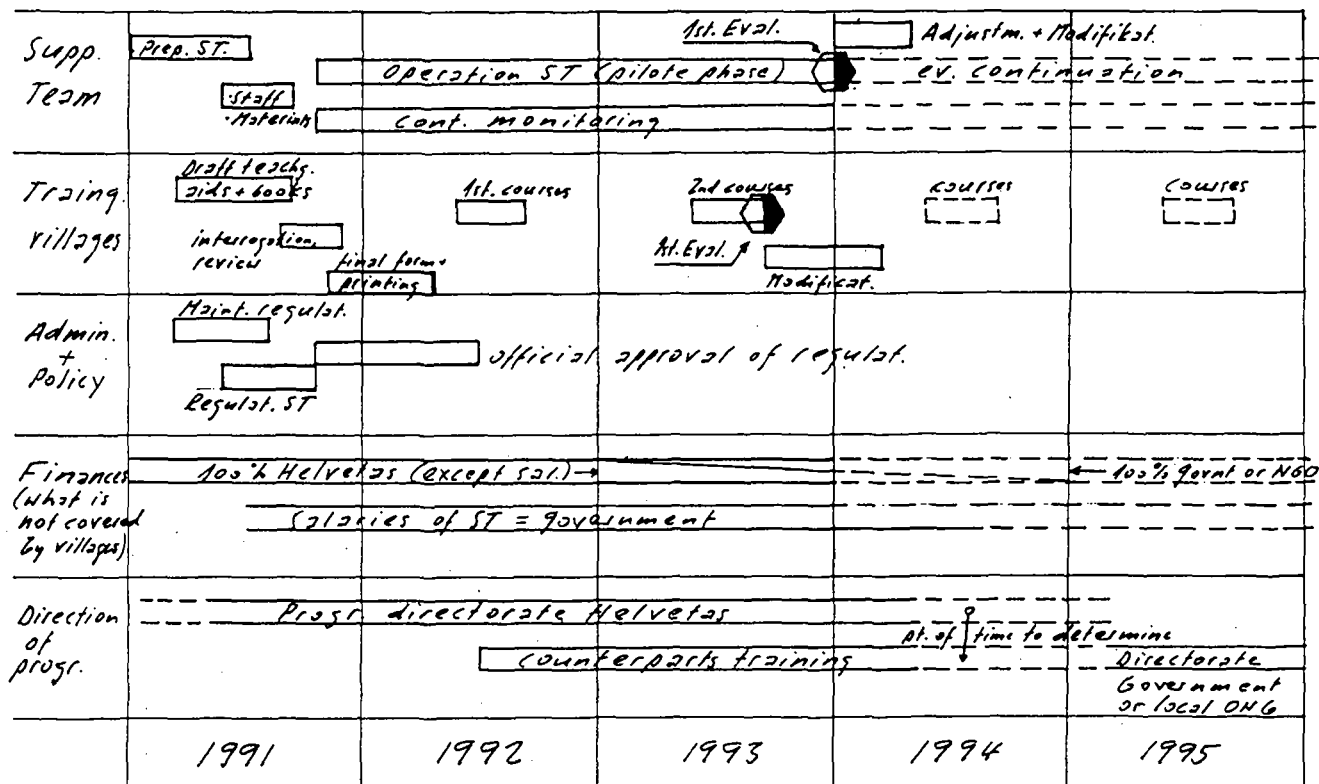 Supp.
Team
Prep. ST.
1st. Eval.
Adjustm. + Modifikat.
Operation ST (pilote phase)
ev. continuation
·Staff
·Materials
cont. monitoring
Traing.
villages
Draft teachg.
aids + books
1st. courses
2nd courses
courses
courses
interrogation,
review
1st. Eval.
final form +
printing
Modificat.
Admin.
+
Policy
Maint. regulat.
official approval of regulat.
Regulat. ST
Finances
(what is
not covered
by villages)
100% Helvetas (except sal.)
100% govnt or NGO
Salaries of ST = government
Direction
of
progr.
Progr. directorate Helvetas
pt. of time to determine
counterparts training
Directorate
Government
or local ONG
1991 1992 1993 1994 1995